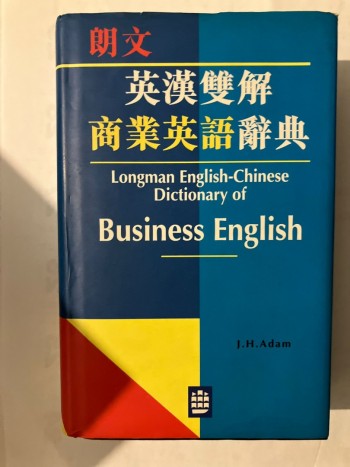 朗文
英漢雙解
商業英語辭典
Longman English-Chinese
Dictionary of
Business English
J.H.Adam